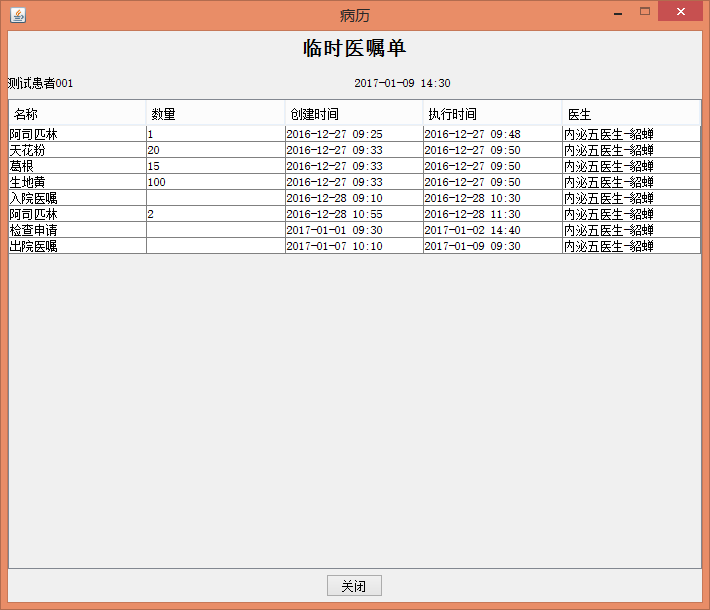 病历
临时医嘱单
测试患者001 2017-01-09 14:30
名称 数量 创建时间 执行时间 医生
阿司匹林 1 2016-12-27 09:25 2016-12-27 09:48 内泌五医生-貂蝉
天花粉 20 2016-12-27 09:33 2016-12-27 09:50 内泌五医生-貂蝉
葛根 15 2016-12-27 09:33 2016-12-27 09:50 内泌五医生-貂蝉
生地黄 100 2016-12-27 09:33 2016-12-27 09:50 内泌五医生-貂蝉
入院医嘱 2016-12-28 09:10 2016-12-28 10:30 内泌五医生-貂蝉
阿司匹林 2 2016-12-28 10:55 2016-12-28 11:30 内泌五医生-貂蝉
检查申请 2017-01-01 09:30 2017-01-02 14:40 内泌五医生-貂蝉
出院医嘱 2017-01-07 10:10 2017-01-09 09:30 内泌五医生-貂蝉
关闭